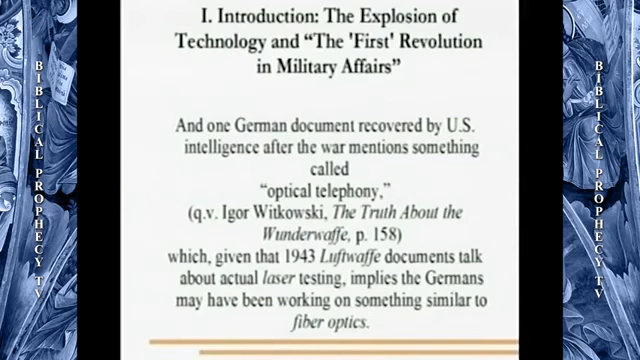 I. Introduction: The Explosion of
Technology and “The 'First' Revolution
in Military Affairs”
And one German document recovered by U.S.
intelligence after the war mentions something
called
“optical telephony,”
(q.v. Igor Witkowski, The Truth About the
Wunderwaffe, p. 158)
which, given that 1943 Luftwaffe documents talk
about actual laser testing, implies the Germans
may have been working on something similar to
fiber optics.
BIBLICAL PROPHECY TV
BIBLICAL PROPHECY TV